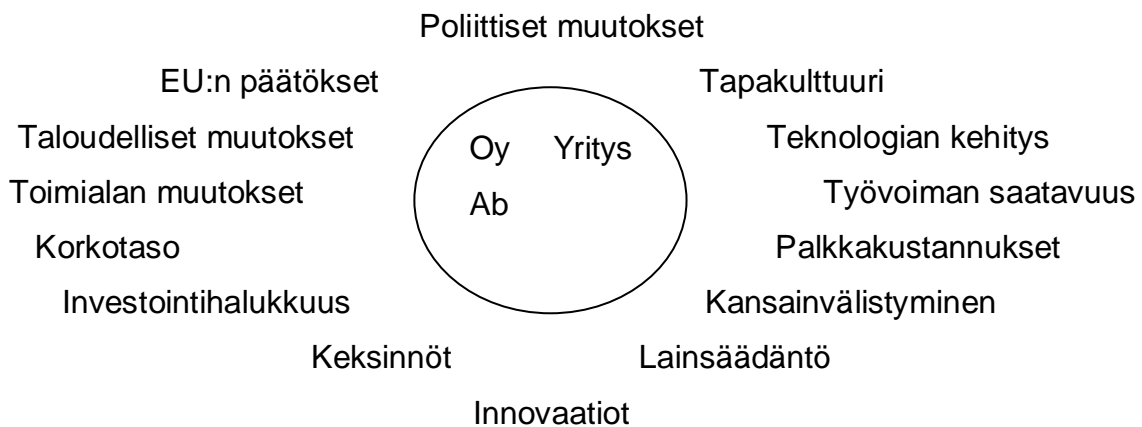 Poliittiset muutokset
EU:n päätökset Tapakulttuuri
Taloudelliset muutokset Oy Yritys Teknologian kehitys
Toimialan muutokset Ab Työvoiman saatavuus
Korkotaso Palkkakustannukset
Investointihalukkuus Kansainvälistyminen
Keksinnöt Lainsäädäntö
Innovaatiot